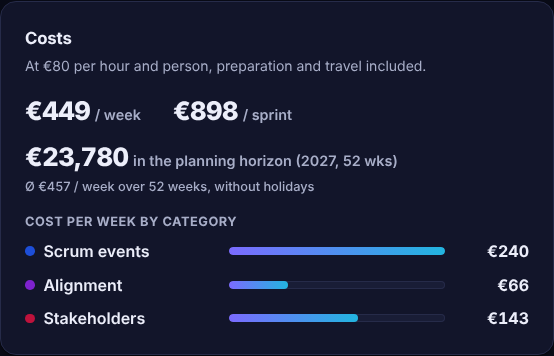 Costs
At €80 per hour and person, preparation and travel included.
€449 / week €898 / sprint
€23,780 in the planning horizon (2027, 52 wks)
Ø €457 / week over 52 weeks, without holidays
COST PER WEEK BY CATEGORY
Scrum events €240
Alignment €66
Stakeholders €143